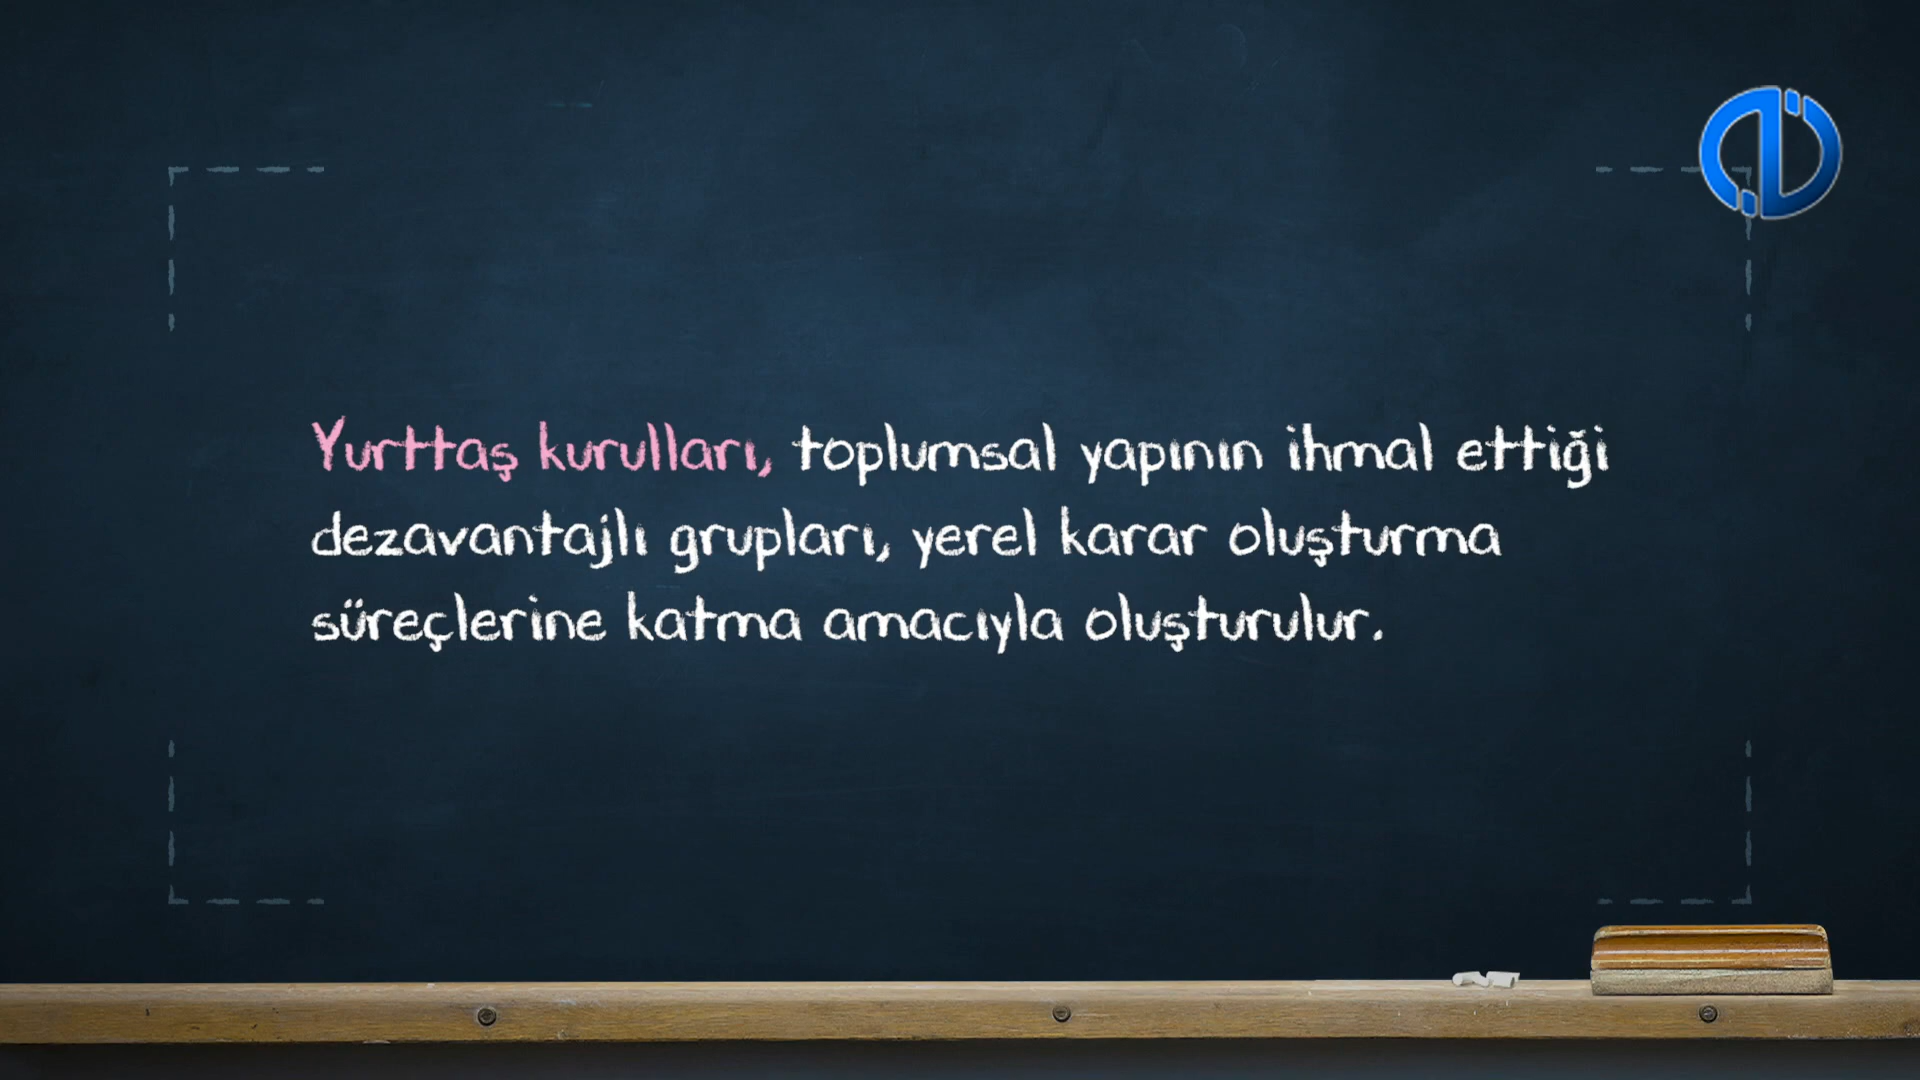 Yurttaş kurulları, toplumsal yapının ihmal ettiği
dezavantajlı grupları, yerel karar oluşturma
süreçlerine katma amacıyla oluşturulur.